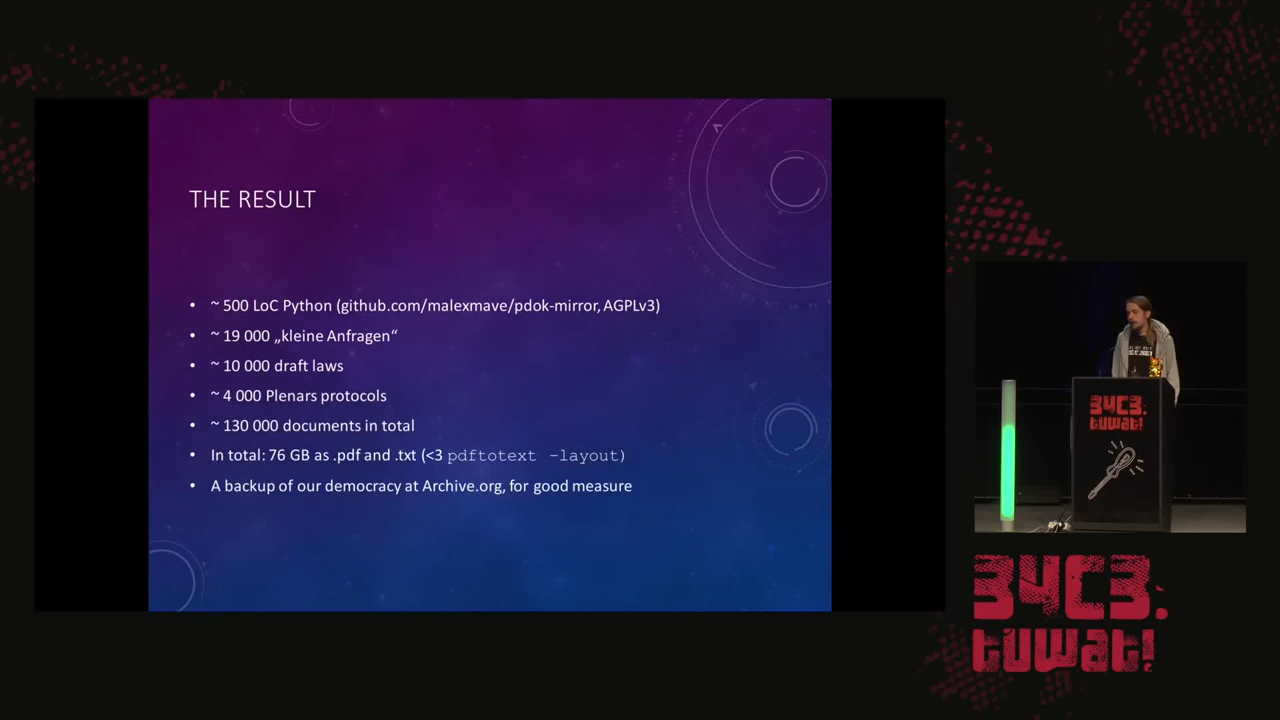 THE RESULT
• ~ 500 LoC Python (github.com/malexmave/pdok-mirror, AGPLv3)
• ~ 19 000 „kleine Anfragen“
• ~ 10 000 draft laws
• ~ 4 000 Plenars protocols
• ~ 130 000 documents in total
• In total: 76 GB as .pdf and .txt (<3 pdftotext –layout)
• A backup of our democracy at Archive.org, for good measure
34C3.
tuwat!
34C3.
tuwat!